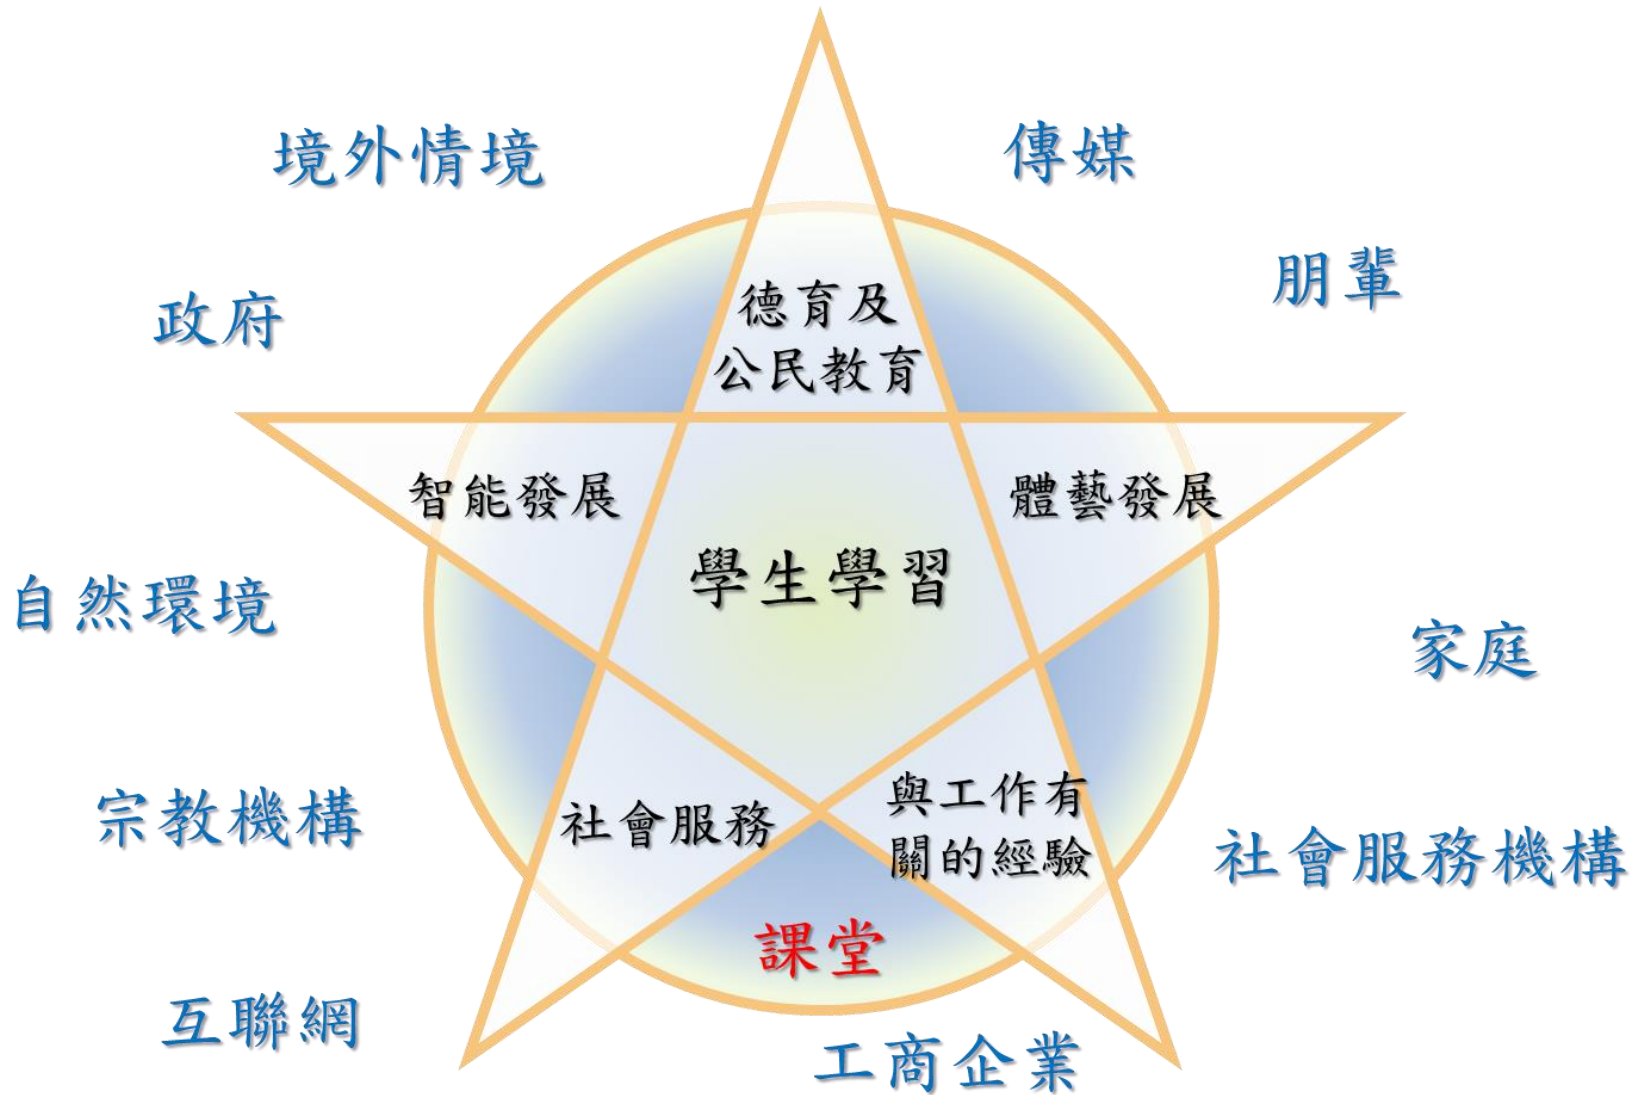 傳媒
境外情境
朋輩
政府
德育及
公民教育
智能發展
體藝發展
學生學習
自然環境
家庭
與工作有
關的經驗
社會服務
宗教機構
社會服務機構
課堂
互聯網
工商企業